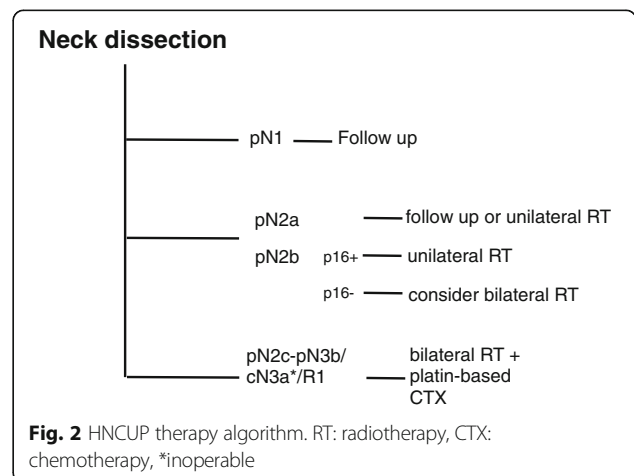 Neck dissection
pN1 Follow up
pN2a follow up or unilateral RT
pN2b p16+ unilateral RT
p16- consider bilateral RT
pN2c-pN3b/
cN3a*/R1
bilateral RT +
platin-based
CTX
Fig. 2 HNCUP therapy algorithm. RT: radiotherapy, CTX:
chemotherapy, *inoperable